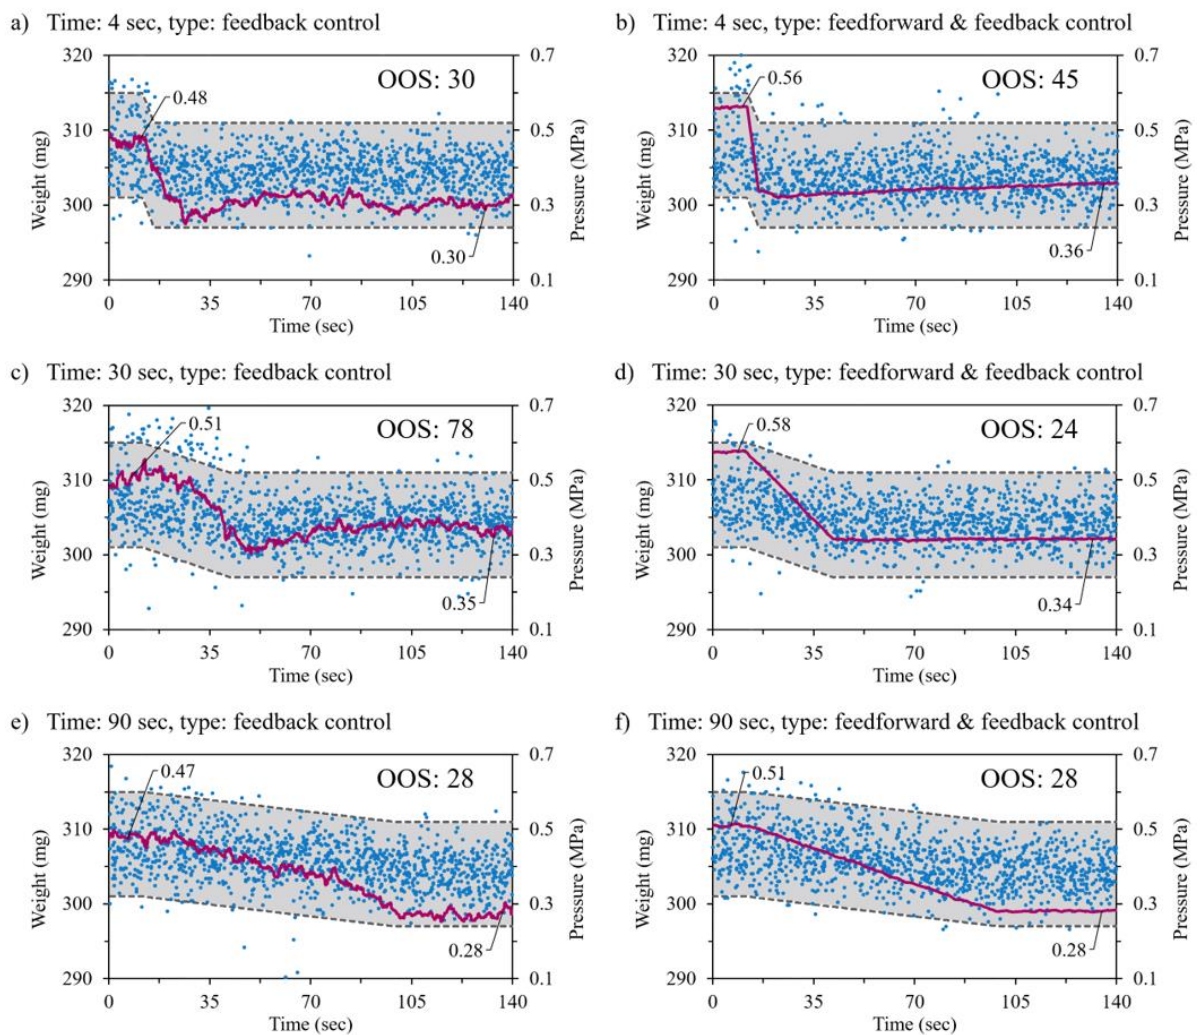 a) Time: 4 sec, type: feedback control
320
310
300
290
Weight (mg)
0.7
0.5
0.3
0.1
Pressure (MPa)
OOS: 30
0.48
0.30
0 35 70 105 140
Time (sec)
b) Time: 4 sec, type: feedforward & feedback control
320
310
300
290
Weight (mg)
0.7
0.5
0.3
0.1
Pressure (MPa)
OOS: 45
0.56
0.36
0 35 70 105 140
Time (sec)
c) Time: 30 sec, type: feedback control
320
310
300
290
Weight (mg)
0.7
0.5
0.3
0.1
Pressure (MPa)
OOS: 78
0.51
0.35
0 35 70 105 140
Time (sec)
d) Time: 30 sec, type: feedforward & feedback control
320
310
300
290
Weight (mg)
0.7
0.5
0.3
0.1
Pressure (MPa)
OOS: 24
0.58
0.34
0 35 70 105 140
Time (sec)
e) Time: 90 sec, type: feedback control
320
310
300
290
Weight (mg)
0.7
0.5
0.3
0.1
Pressure (MPa)
OOS: 28
0.47
0.28
0 35 70 105 140
Time (sec)
f) Time: 90 sec, type: feedforward & feedback control
320
310
300
290
Weight (mg)
0.7
0.5
0.3
0.1
Pressure (MPa)
OOS: 28
0.51
0.28
0 35 70 105 140
Time (sec)